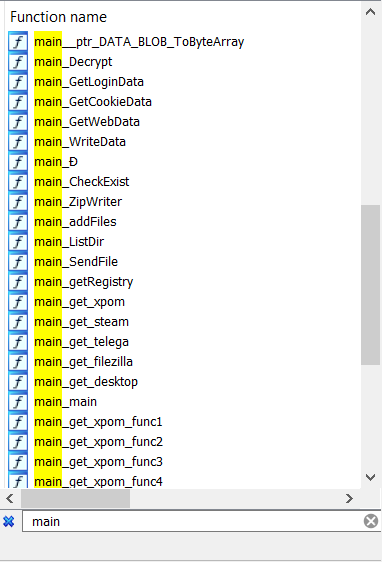 Function name
main__ptr_DATA_BLOB_ToByteArray
main_Decrypt
main_GetLoginData
main_GetCookieData
main_GetWebData
main_WriteData
main_Đ
main_CheckExist
main_ZipWriter
main_addFiles
main_ListDir
main_SendFile
main_getRegistry
main_get_xpom
main_get_steam
main_get_telega
main_get_filezilla
main_get_desktop
main_main
main_get_xpom_func1
main_get_xpom_func2
main_get_xpom_func3
main_get_xpom_func4
main